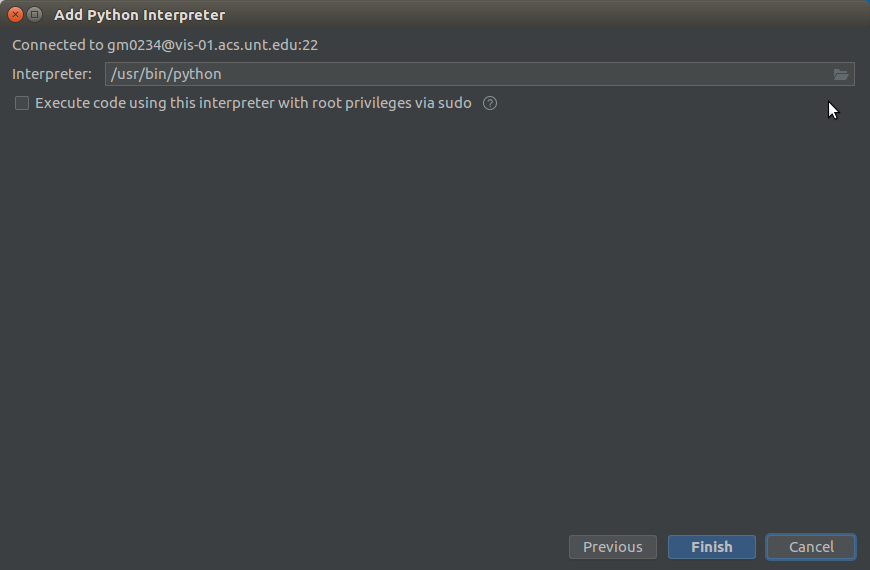 Add Python Interpreter
Connected to gm0234@vis-01.acs.unt.edu:22
Interpreter: /usr/bin/python
Execute code using this interpreter with root privileges via sudo ?
Previous Finish Cancel